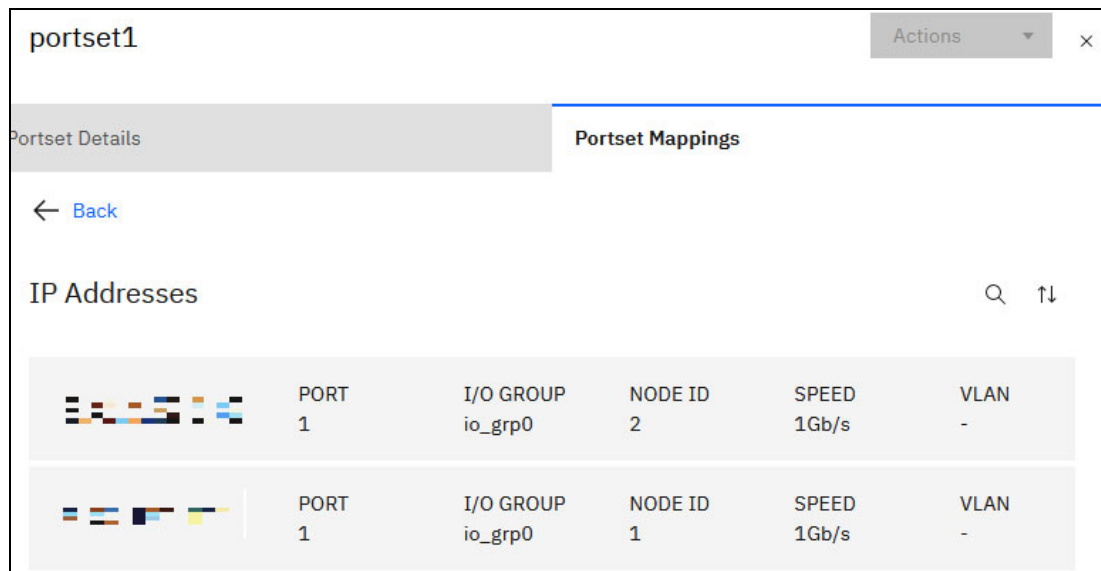 portset1
Actions
Portset Details
Portset Mappings
Back
IP Addresses
PORT I/O GROUP NODE ID SPEED VLAN
1 io_grp0 2 1Gb/s -
PORT I/O GROUP NODE ID SPEED VLAN
1 io_grp0 1 1Gb/s -